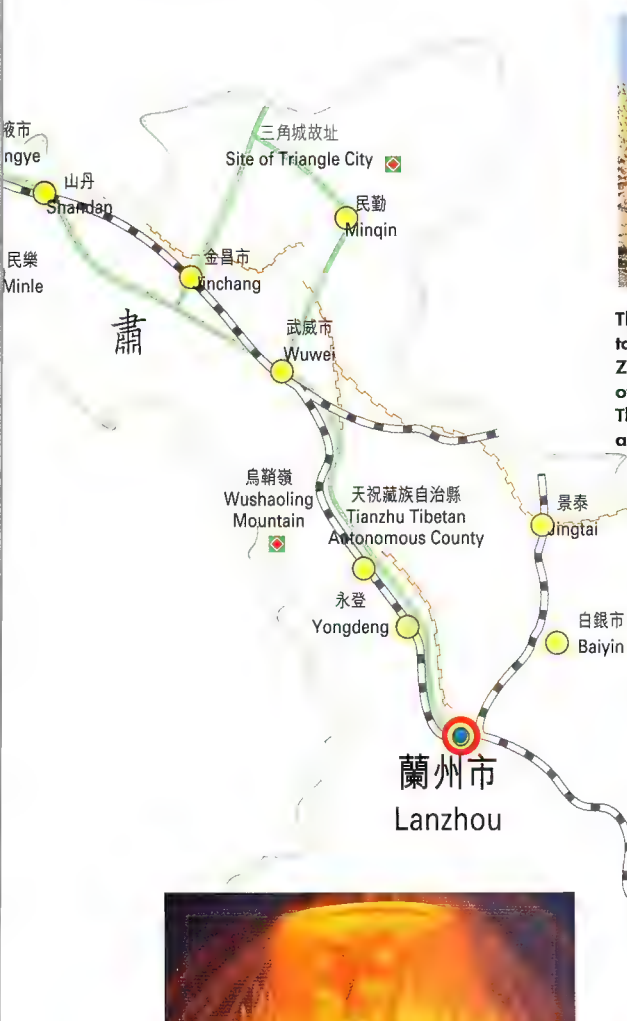 三角城故址
Site of Triangle City
山丹
Shandan
民勤
Minqin
民樂
Minle
金昌市
Jinchang
肅
武威市
Wuwei
烏鞘嶺
Wushaoling
Mountain
天祝藏族自治縣
Tianzhu Tibetan
Autonomous County
景泰
Jingtai
永登
Yongdeng
白銀市
Baiyin
蘭州市
Lanzhou